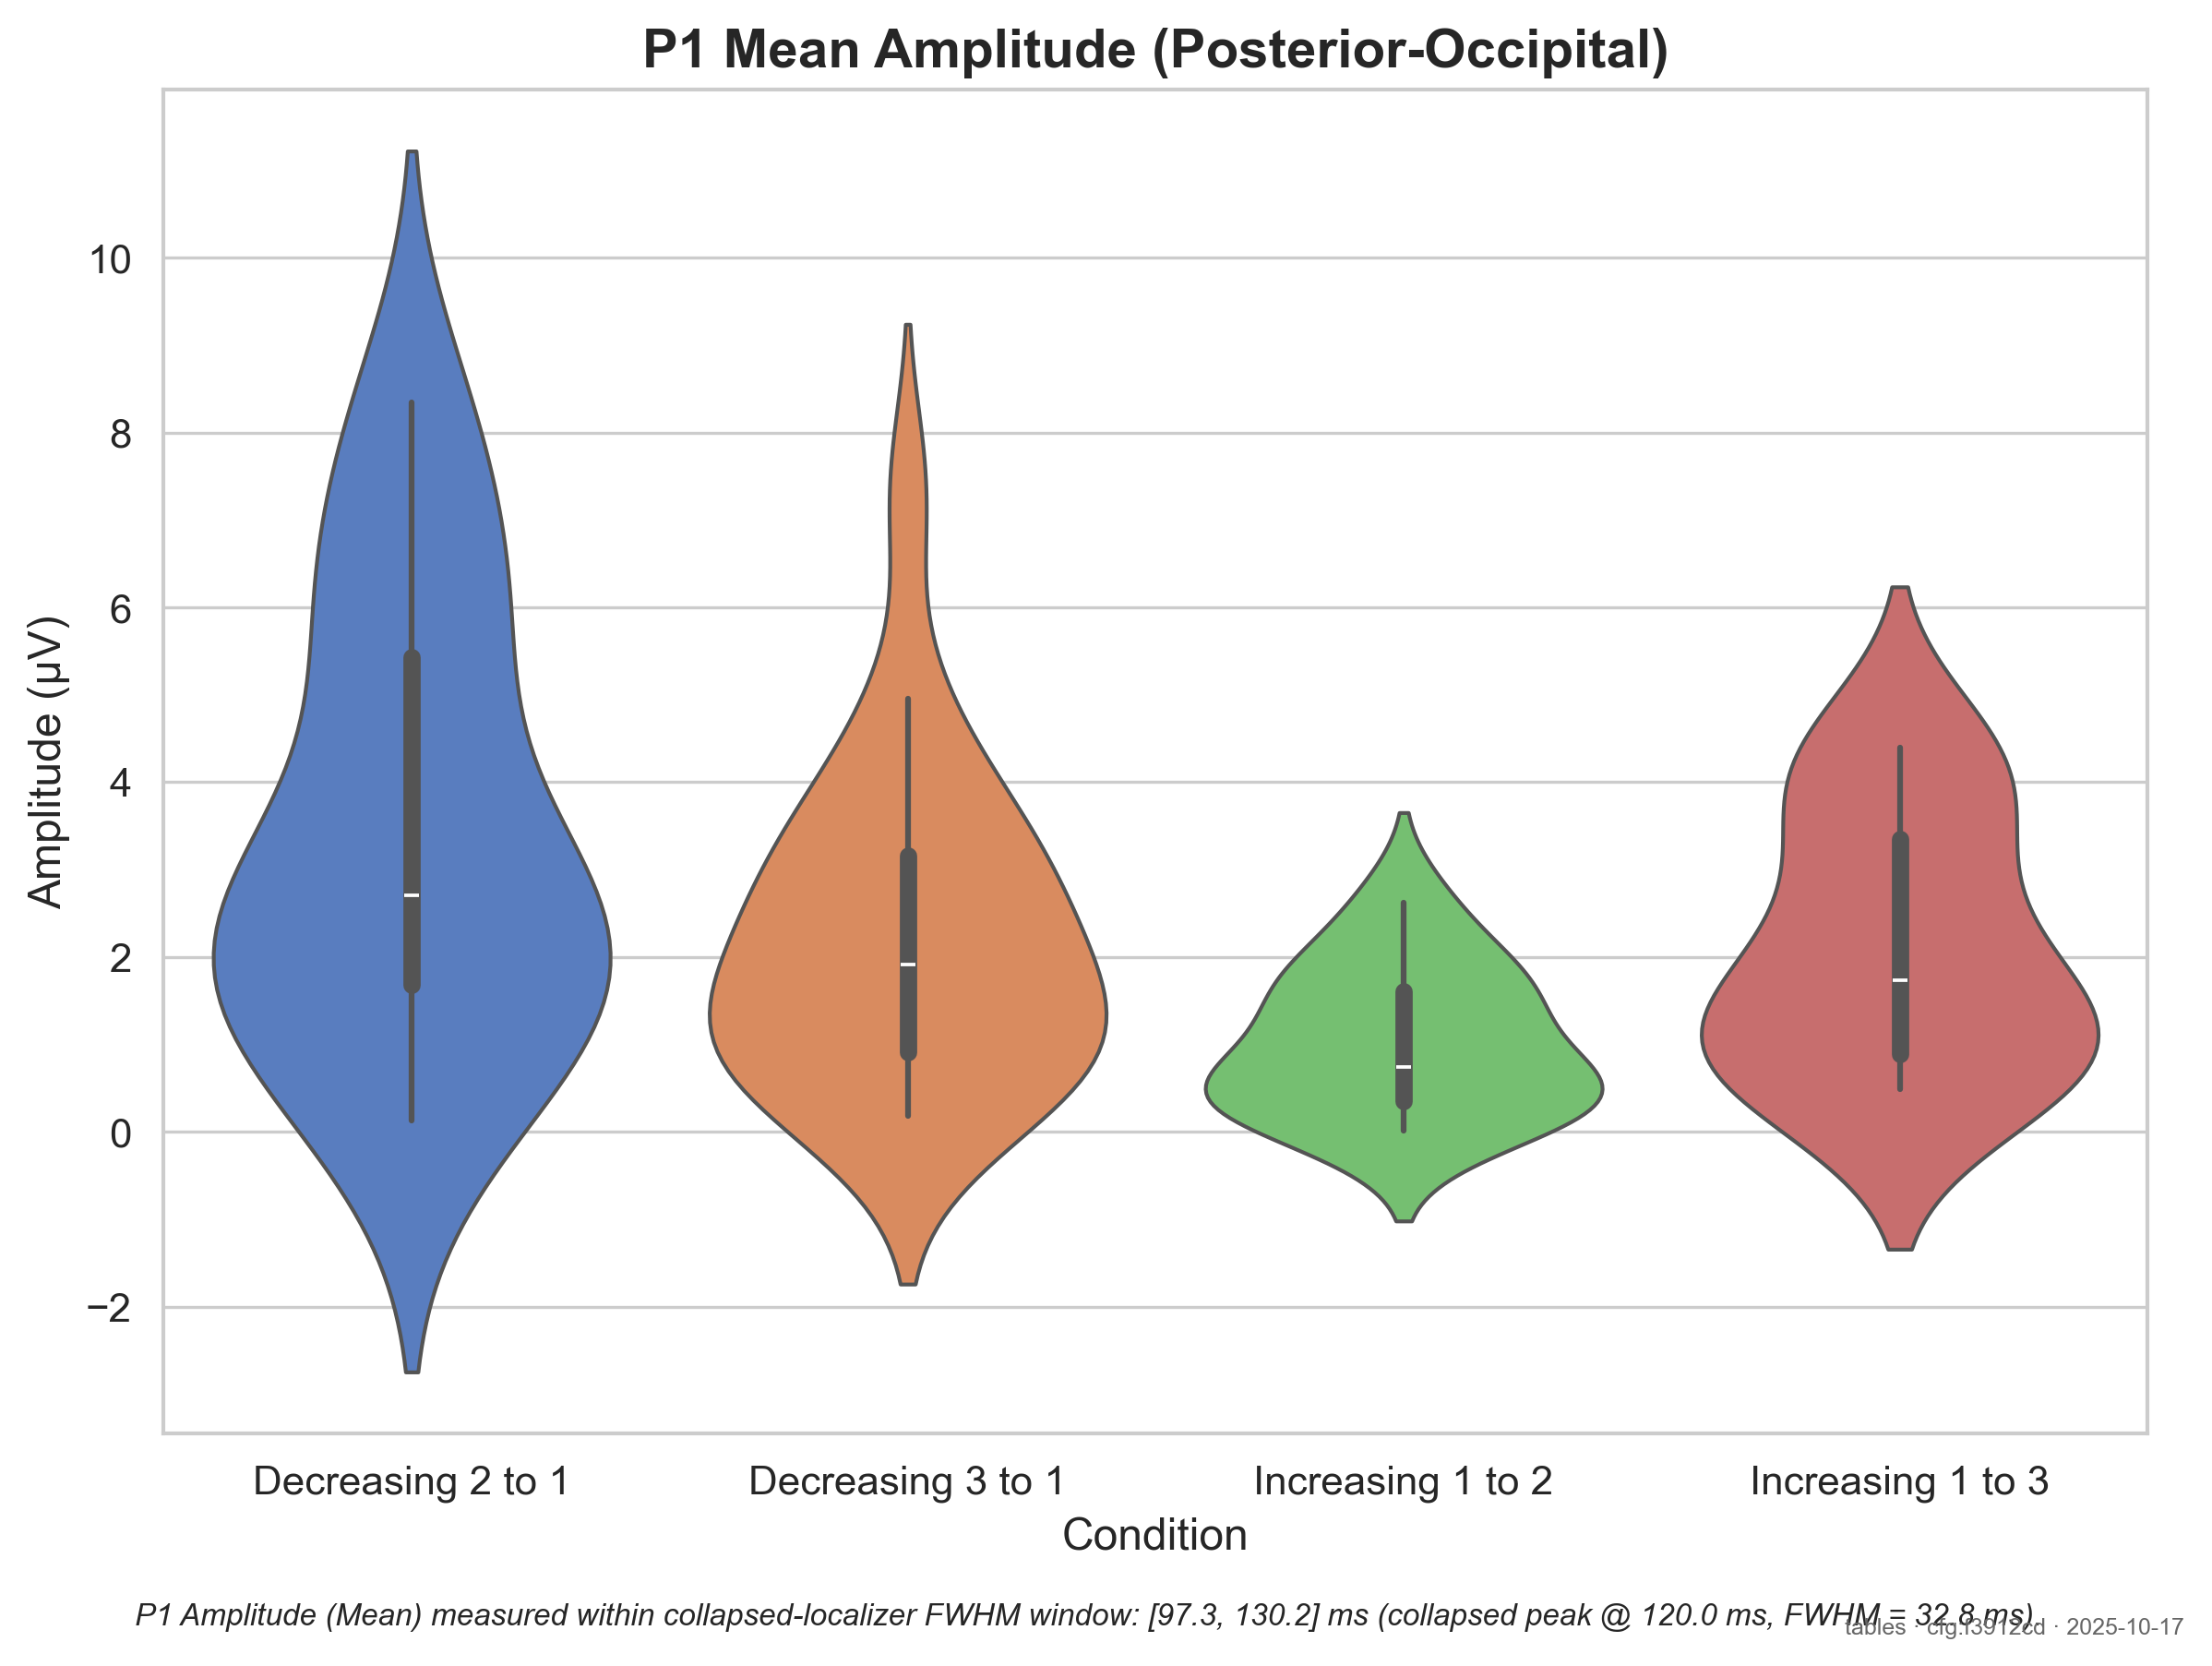 P1 Mean Amplitude (Posterior-Occipital)
Amplitude (µV)
10
8
6
4
2
0
−2
Decreasing 2 to 1
Decreasing 3 to 1
Increasing 1 to 2
Increasing 1 to 3
Condition
P1 Amplitude (Mean) measured within collapsed-localizer FWHM window: [97.3, 130.2] ms (collapsed peak @ 120.0 ms, FWHM = 32.8 ms).
tables · cfg:f3912cd · 2025-10-17